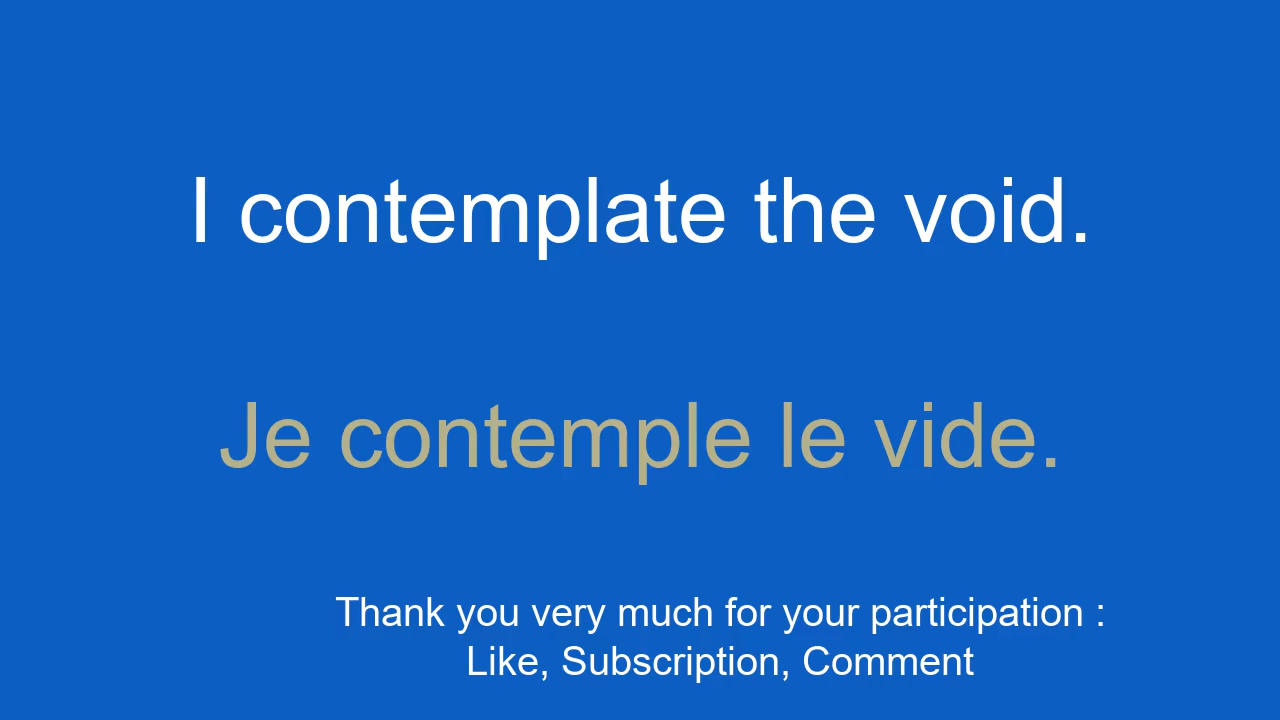 I contemplate the void.
Je contemple le vide.
Thank you very much for your participation :
Like, Subscription, Comment